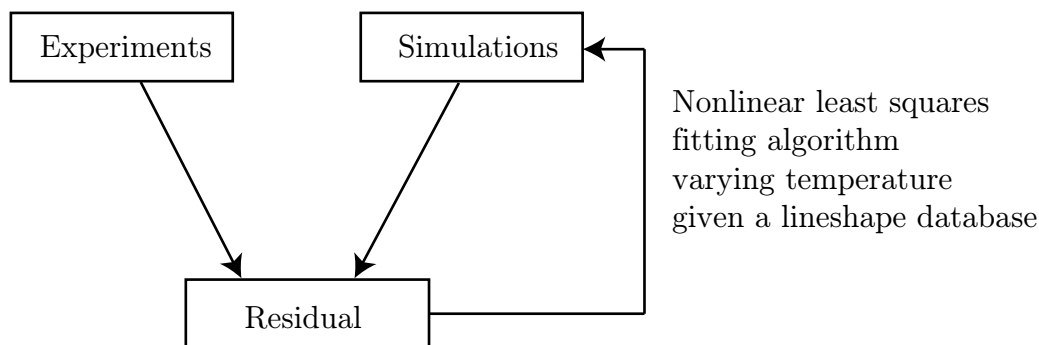 Experiments
Simulations
Nonlinear least squares
fitting algorithm
varying temperature
given a lineshape database
Residual